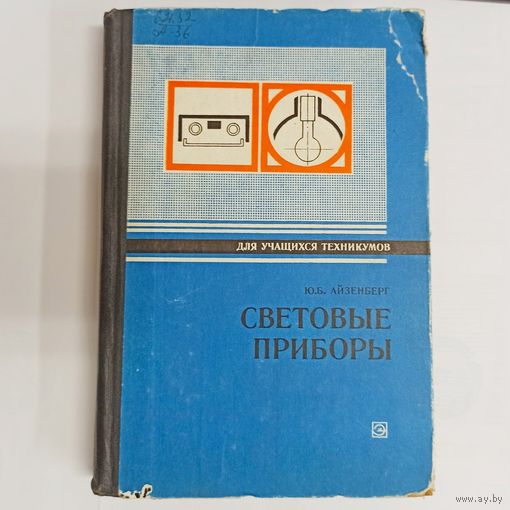 ДЛЯ УЧАЩИХСЯ ТЕХНИКУМОВ
Ю.Б. АЙЗЕНБЕРГ
СВЕТОВЫЕ
ПРИБОРЫ
www.ay.by